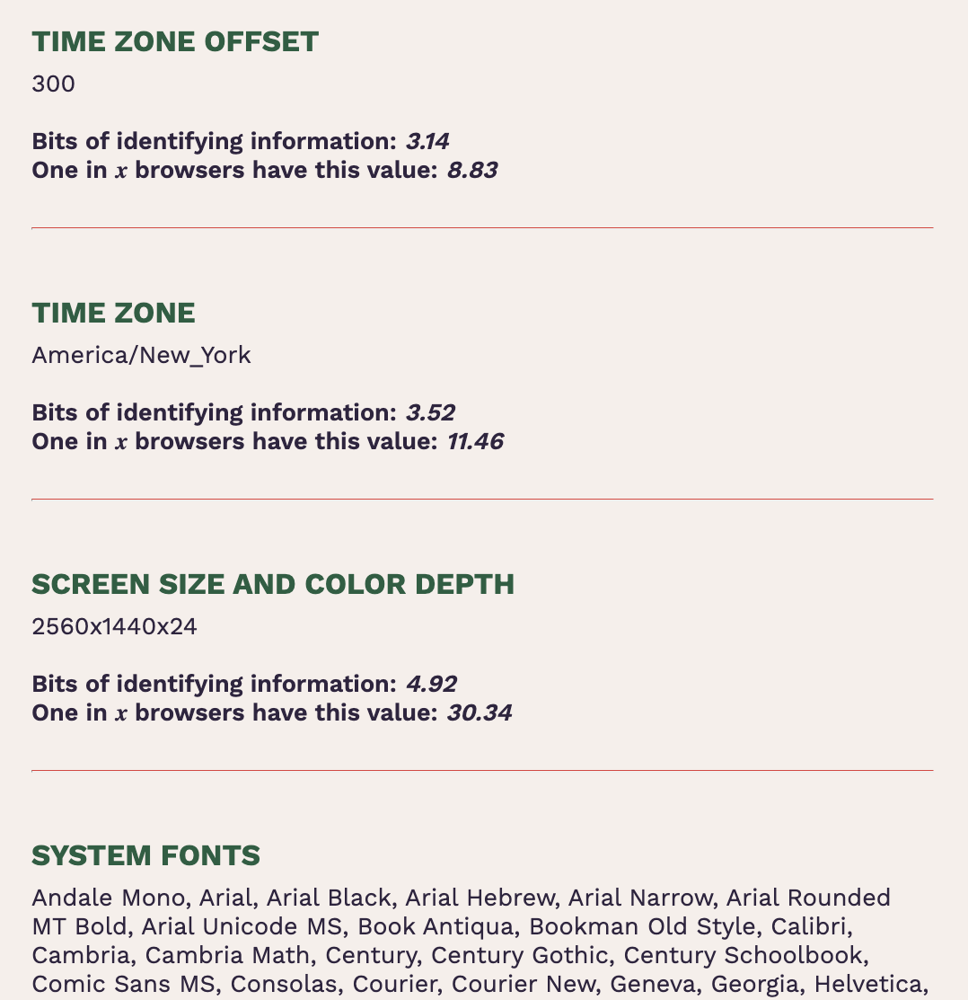 TIME ZONE OFFSET
300
Bits of identifying information: 3.14
One in x browsers have this value: 8.83
TIME ZONE
America/New_York
Bits of identifying information: 3.52
One in x browsers have this value: 11.46
SCREEN SIZE AND COLOR DEPTH
2560x1440x24
Bits of identifying information: 4.92
One in x browsers have this value: 30.34
SYSTEM FONTS
Andale Mono, Arial, Arial Black, Arial Hebrew, Arial Narrow, Arial Rounded
MT Bold, Arial Unicode MS, Book Antiqua, Bookman Old Style, Calibri,
Cambria, Cambria Math, Century, Century Gothic, Century Schoolbook,
Comic Sans MS, Consolas, Courier, Courier New, Geneva, Georgia, Helvetica,